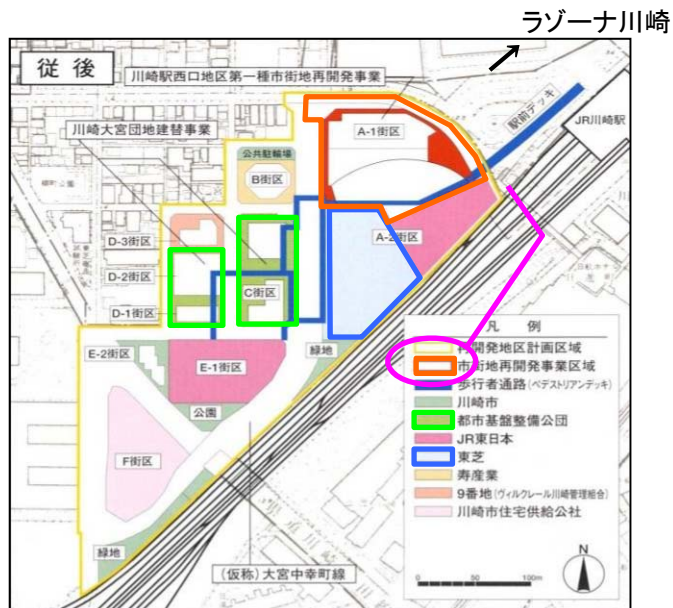 ラゾーナ川崎
従後
川崎駅西口地区第一種市街地再開発事業
川崎大宮団地建替事業
駅前デッキ
JR川崎駅
A-1街区
公共駐輪場
B街区
A-2街区
D-3街区
D-2街区
C街区
D-1街区
E-2街区
E-1街区
緑地
公園
F街区
緑地
(仮称)大宮中幸町線
凡例
再開発地区計画区域
市街地再開発事業区域
歩行者通路(ペデストリアンデッキ)
川崎市
都市基盤整備公団
JR東日本
東芝
寿産業
9番地(ヴィルクレール川崎管理組合)
川崎市住宅供給公社
0 50 100m
N